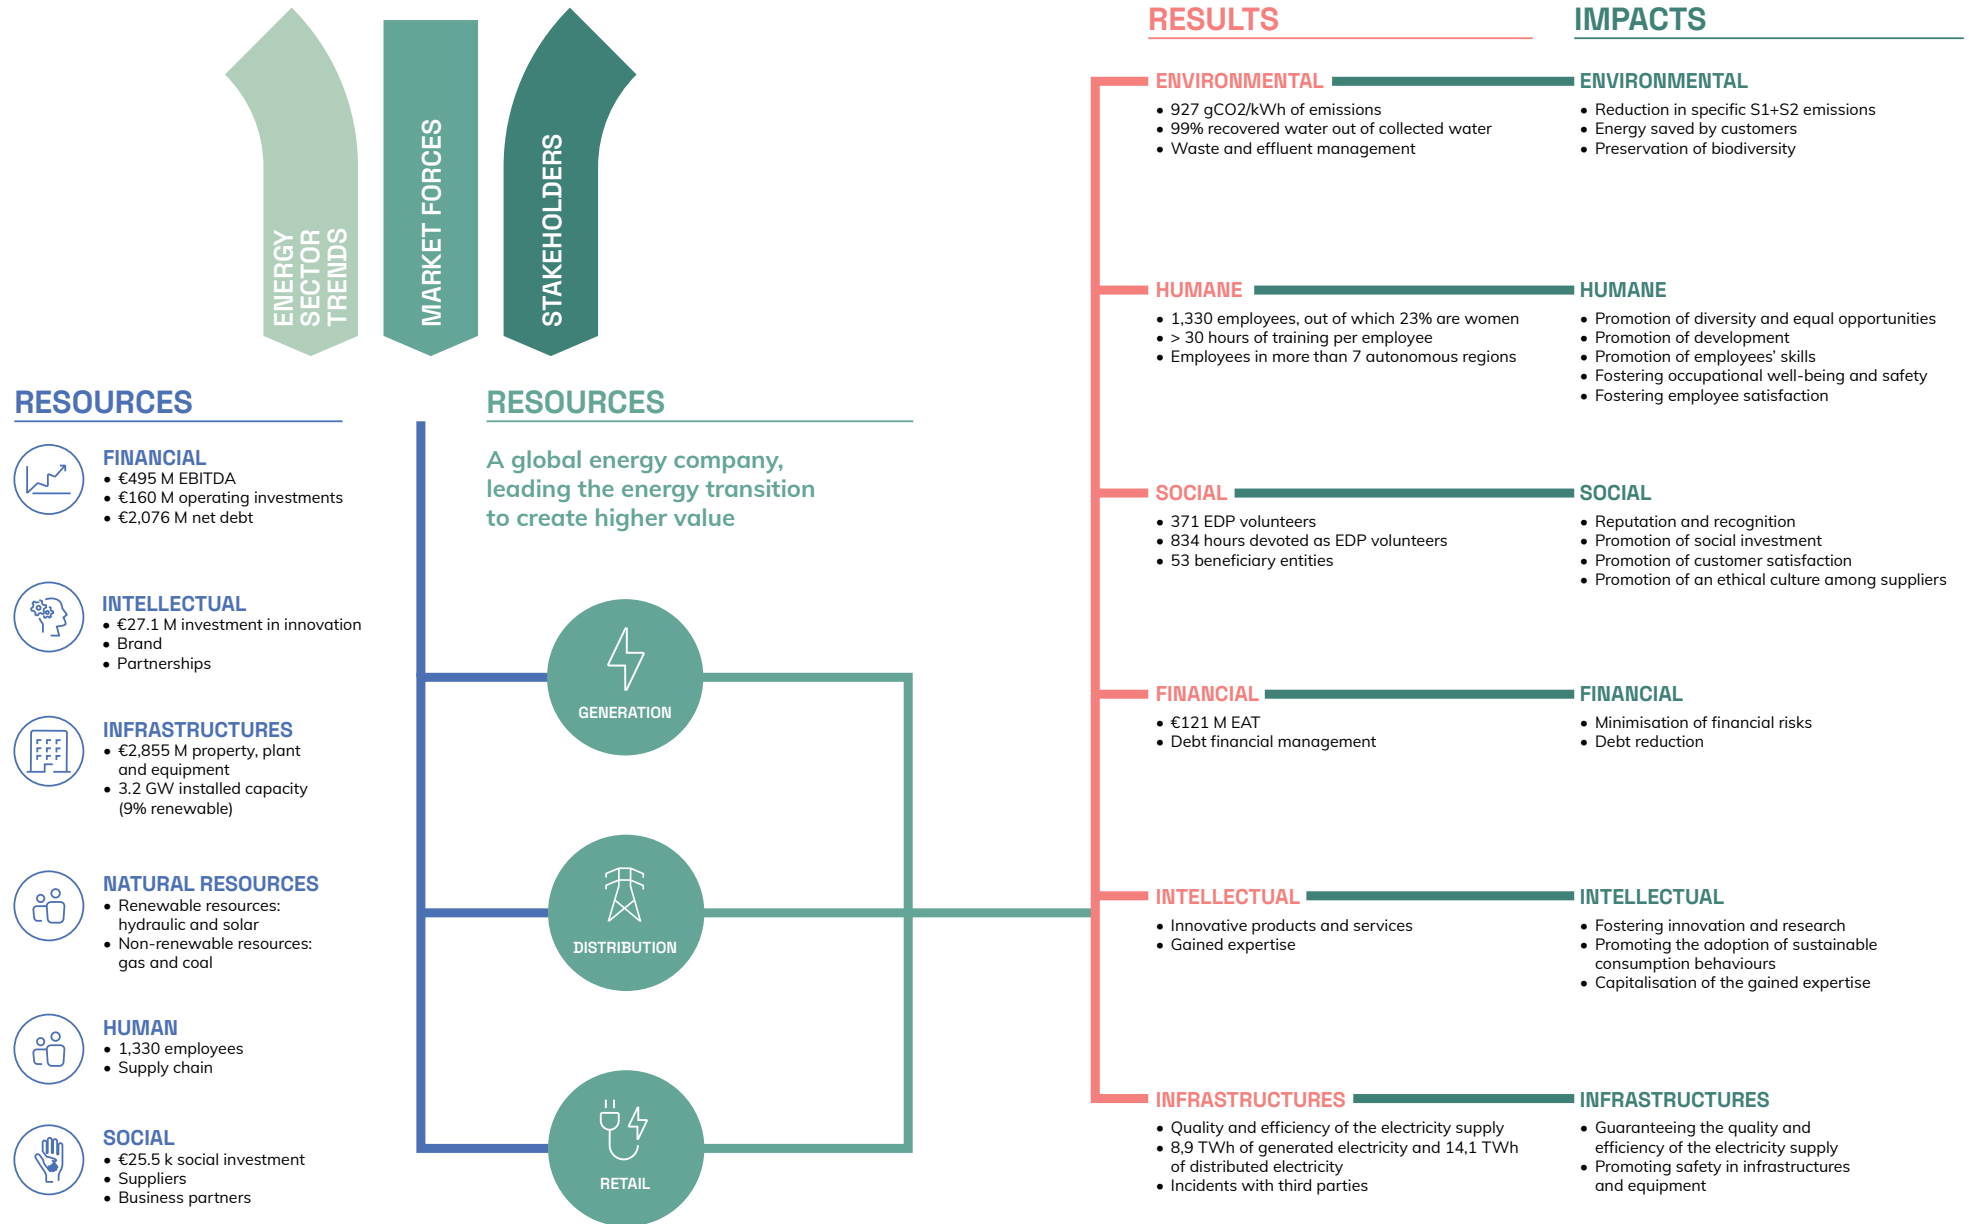 ENERGY
SECTOR
TRENDS
MARKET FORCES
STAKEHOLDERS
RESOURCES
FINANCIAL
• €495 M EBITDA
• €160 M operating investments
• €2,076 M net debt
INTELLECTUAL
• €27.1 M investment in innovation
• Brand
• Partnerships
INFRASTRUCTURES
• €2,855 M property, plant
and equipment
• 3.2 GW installed capacity
(9% renewable)
NATURAL RESOURCES
• Renewable resources:
hydraulic and solar
• Non-renewable resources:
gas and coal
HUMAN
• 1,330 employees
• Supply chain
SOCIAL
• €25.5 k social investment
• Suppliers
• Business partners
RESOURCES
A global energy company,
leading the energy transition
to create higher value
GENERATION
DISTRIBUTION
RETAIL
RESULTS
ENVIRONMENTAL
• 927 gCO2/kWh of emissions
• 99% recovered water out of collected water
• Waste and effluent management
HUMANE
• 1,330 employees, out of which 23% are women
• > 30 hours of training per employee
• Employees in more than 7 autonomous regions
SOCIAL
• 371 EDP volunteers
• 834 hours devoted as EDP volunteers
• 53 beneficiary entities
FINANCIAL
• €121 M EAT
• Debt financial management
INTELLECTUAL
• Innovative products and services
• Gained expertise
INFRASTRUCTURES
• Quality and efficiency of the electricity supply
• 8,9 TWh of generated electricity and 14,1 TWh
of distributed electricity
• Incidents with third parties
IMPACTS
ENVIRONMENTAL
• Reduction in specific S1+S2 emissions
• Energy saved by customers
• Preservation of biodiversity
HUMANE
• Promotion of diversity and equal opportunities
• Promotion of development
• Promotion of employees’ skills
• Fostering occupational well-being and safety
• Fostering employee satisfaction
SOCIAL
• Reputation and recognition
• Promotion of social investment
• Promotion of customer satisfaction
• Promotion of an ethical culture among suppliers
FINANCIAL
• Minimisation of financial risks
• Debt reduction
INTELLECTUAL
• Fostering innovation and research
• Promoting the adoption of sustainable
consumption behaviours
• Capitalisation of the gained expertise
INFRASTRUCTURES
• Guaranteeing the quality and
efficiency of the electricity supply
• Promoting safety in infrastructures
and equipment